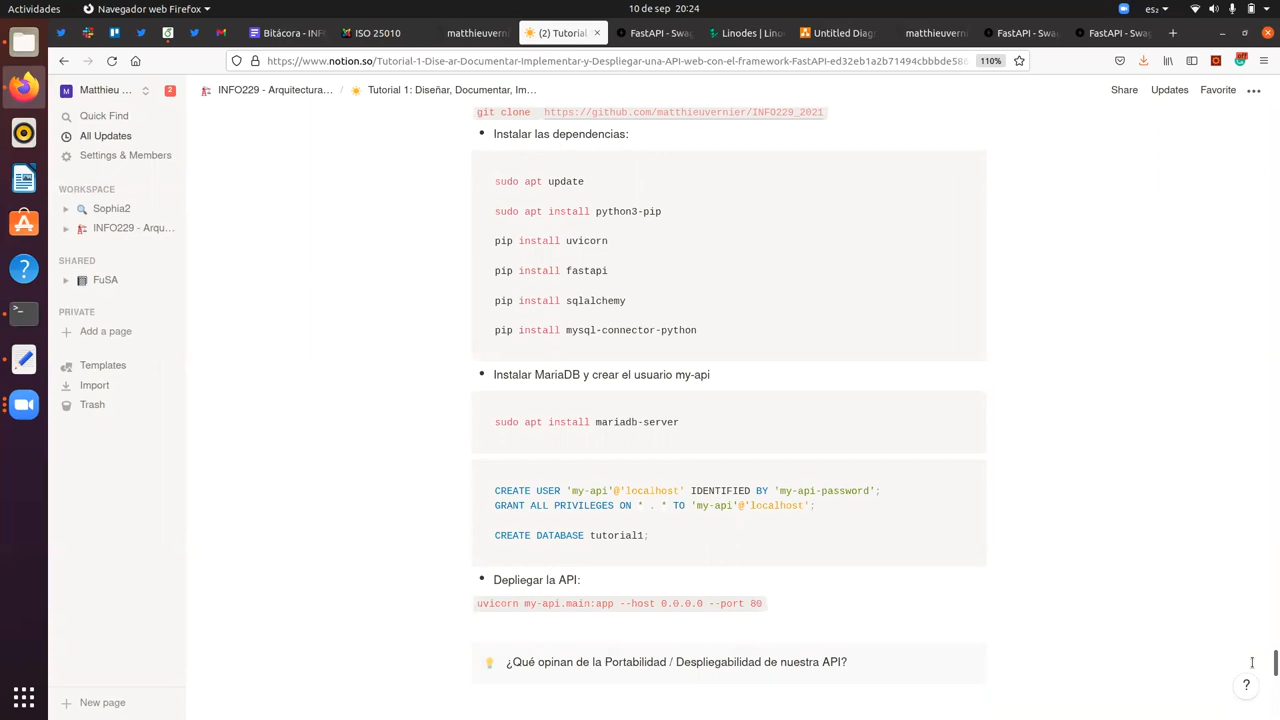 Actividades
Navegador web Firefox
10 de sep 20:24
es₂
Bitácora - INF
ISO 25010
matthieuverni
(2) Tutorial
FastAPI - Swag
Linodes | Lino
Untitled Diagr
matthieuverni
FastAPI - Swag
FastAPI - Swag
https://www.notion.so/Tutorial-1-Dise-ar-Documentar-Implementar-y-Despliegar-una-API-web-con-el-framework-FastAPI-ed32eb1a2b71494cbbbde586
110%
Matthieu ...
2
INFO229 - Arquitectura...
/
Tutorial 1: Diseñar, Documentar, Im...
Share
Updates
Favorite
Quick Find
All Updates
Settings & Members
WORKSPACE
Sophia2
INFO229 - Arqu...
SHARED
FuSA
PRIVATE
Add a page
Templates
Import
Trash
New page
git clone https://github.com/matthieuvernier/INFO229_2021
• Instalar las dependencias:
sudo apt update
sudo apt install python3-pip
pip install uvicorn
pip install fastapi
pip install sqlalchemy
pip install mysql-connector-python
• Instalar MariaDB y crear el usuario my-api
sudo apt install mariadb-server
CREATE USER 'my-api'@'localhost' IDENTIFIED BY 'my-api-password';
GRANT ALL PRIVILEGES ON * . * TO 'my-api'@'localhost';
CREATE DATABASE tutorial1;
• Depliegar la API:
uvicorn my-api.main:app --host 0.0.0.0 --port 80
¿Qué opinan de la Portabilidad / Despliegabilidad de nuestra API?
?